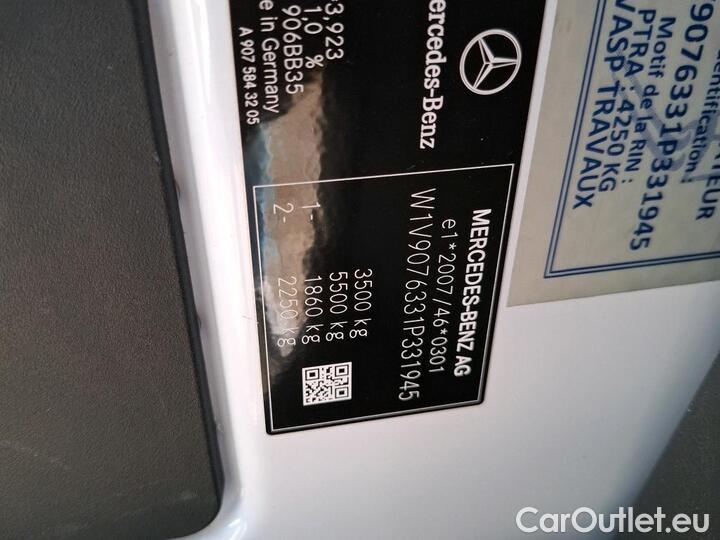 MERCEDES-BENZ AG
e1*2007/46*0301
W1V9076331P331945
3500 kg
5500 kg
1- 1860 kg
2- 2250 kg
Mercedes-Benz
,923
1,0 %
906BB35
in Germany
A 907 584 32 05
9076331P331945
Motif de la RIN :
PTRA : 4250 KG
VASP TRAVAUX
CarOutlet.eu